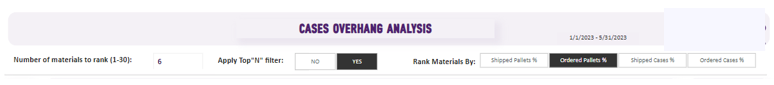 CASES OVERHANG ANALYSIS
1/1/2023 - 5/31/2023
Number of materials to rank (1-30): 6 Apply Top"N" filter: NO YES Rank Materials By: Shipped Pallets % Ordered Pallets % Shipped Cases % Ordered Cases %